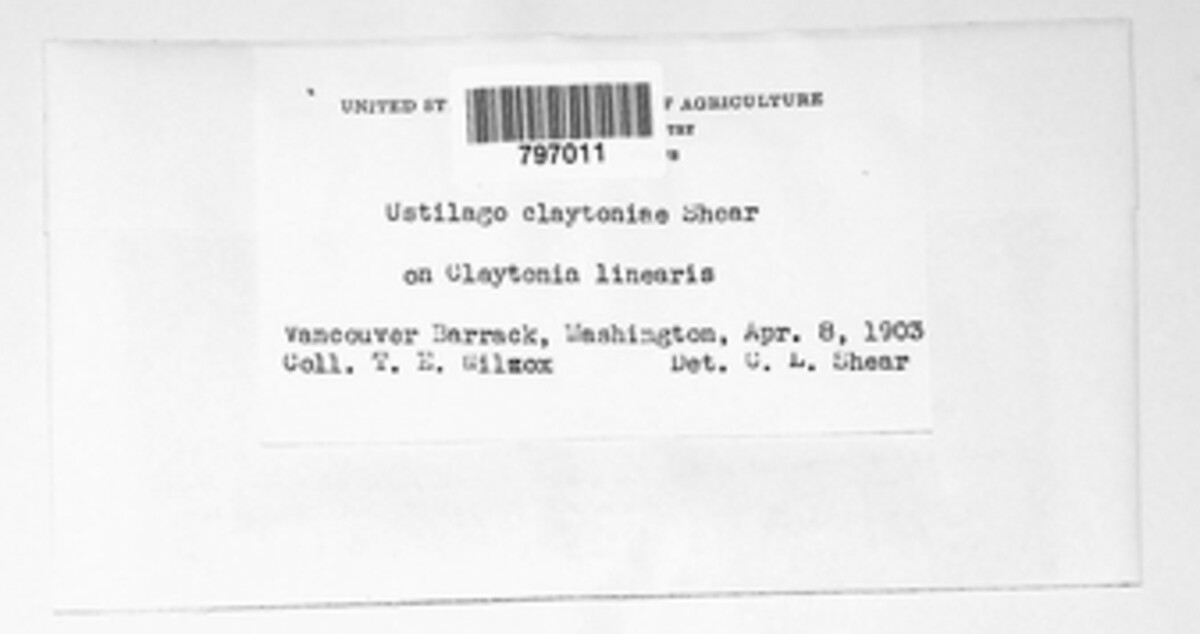 UNITED ST F AGRICULTURE
TRY
797011
Ustilago claytoniae Shear
on Claytonia linearis
Vancouver Barrack, Washington, Apr. 8, 1903
Coll. T. E. Wilcox Det. C. L. Shear